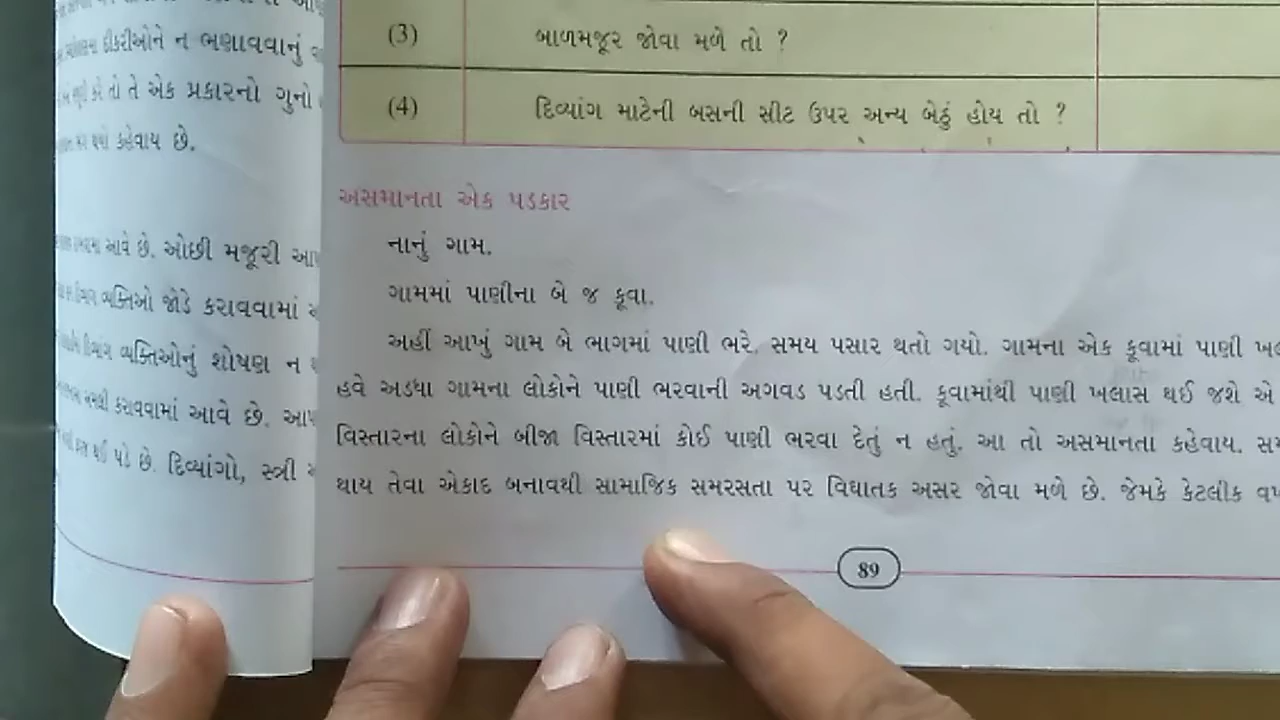 દીકરીઓને ન ભણાવવાનું
કરે તો તે એક પ્રકારનો ગુનો
થયો કહેવાય છે.
આવે છે. ઓછી મજૂરી
વ્યક્તિઓ જોડે કરાવવામાં
વ્યક્તિઓનું શોષણ ન
કરાવવામાં આવે છે.
થઈ પડે છે. દિવ્યાંગો, સ્ત્રી
(3) બાળમજૂર જોવા મળે તો ?
(4) દિવ્યાંગ માટેની બસની સીટ ઉપર અન્ય બેઠું હોય તો ?
અસમાનતા એક પડકાર
નાનું ગામ.
ગામમાં પાણીના બે જ કૂવા.
અહીં આખું ગામ બે ભાગમાં પાણી ભરે. સમય પસાર થતો ગયો. ગામના એક કૂવામાં પાણી
હવે અડધા ગામના લોકોને પાણી ભરવાની અગવડ પડતી હતી. કૂવામાંથી પાણી ખલાસ થઈ જશે એ
વિસ્તારના લોકોને બીજા વિસ્તારમાં કોઈ પાણી ભરવા દેતું ન હતું. આ તો અસમાનતા કહેવાય.
થાય તેવા એકાદ બનાવથી સામાજિક સમરસતા પર વિઘાતક અસર જોવા મળે છે. જેમકે કેટલીક
89